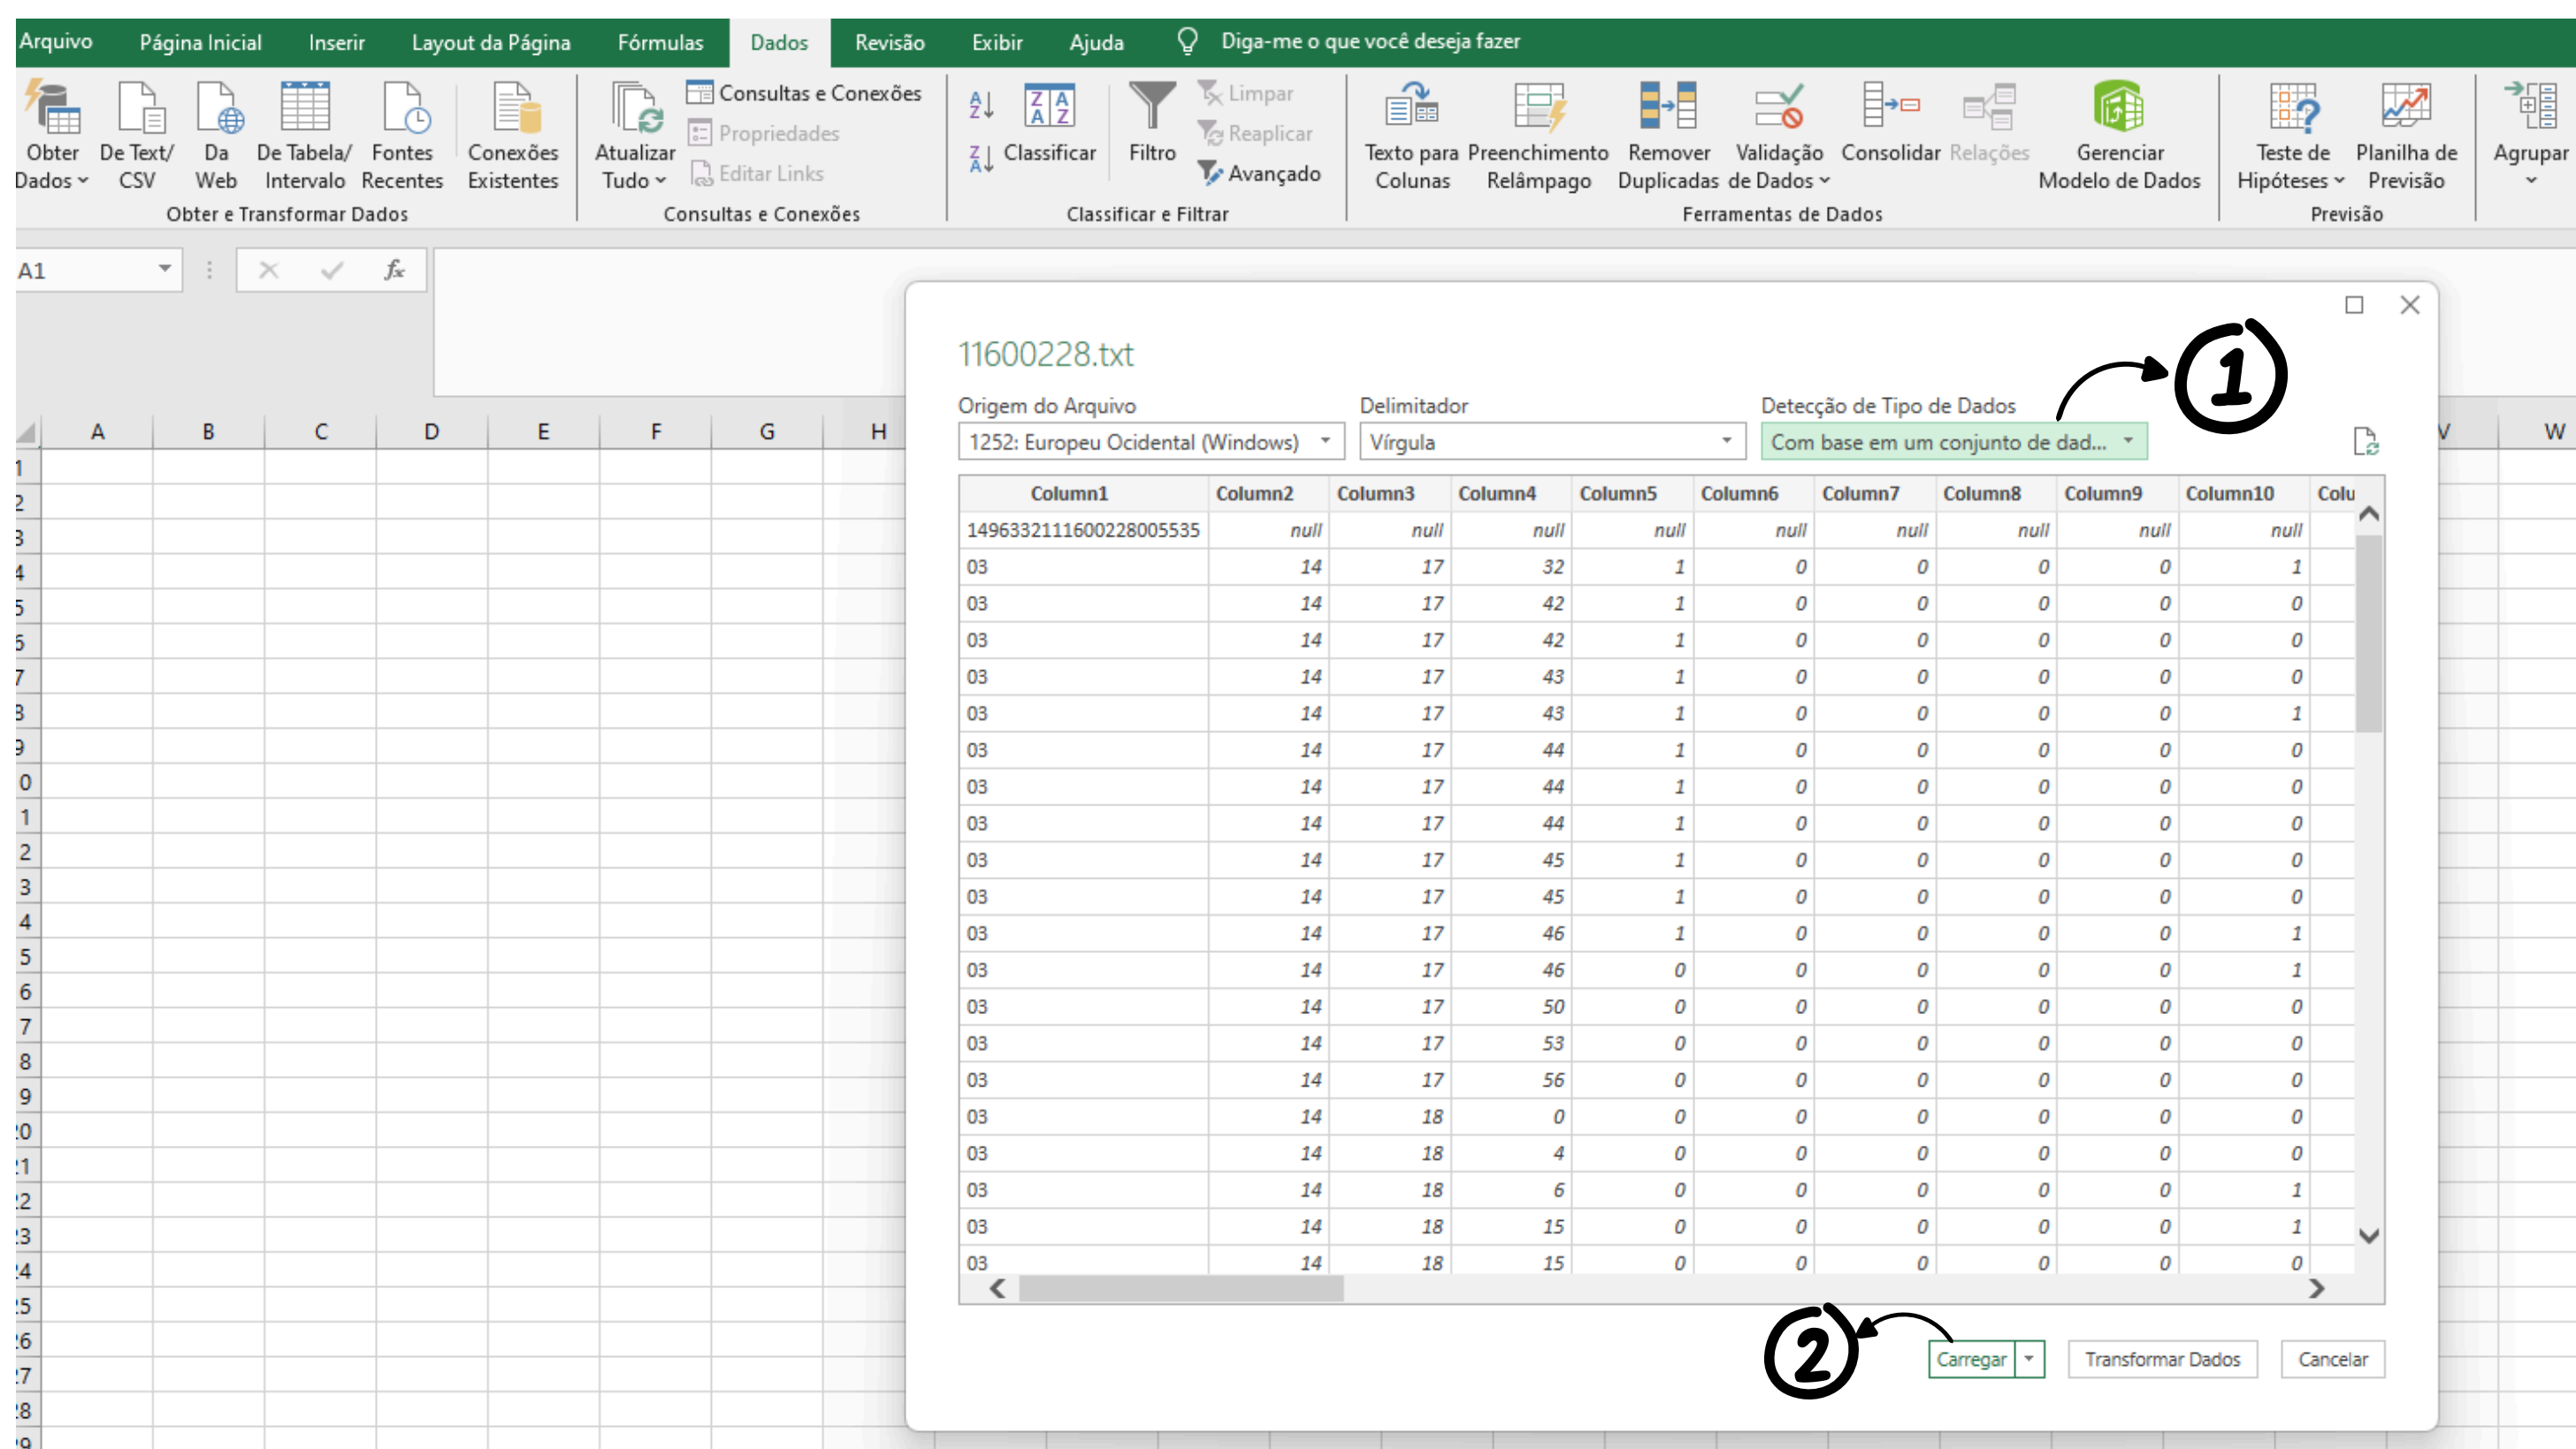 Arquivo Página Inicial Inserir Layout da Página Fórmulas Dados Revisão Exibir Ajuda Diga-me o que você deseja fazer
Obter Dados De Text/ CSV Da Web De Tabela/ Intervalo Fontes Recentes Conexões Existentes
Obter e Transformar Dados
Atualizar Tudo Consultas e Conexões
Propriedades
Editar Links
Consultas e Conexões
Classificar Filtro Limpar
Reaplicar
Avançado
Classificar e Filtrar
Texto para Colunas Preenchimento Relâmpago Remover Duplicadas Validação de Dados Consolidar Relações Gerenciar Modelo de Dados
Ferramentas de Dados
Teste de Hipóteses Planilha de Previsão
Previsão
Agrupar
A1 fx
A B C D E F G H V W
11600228.txt
1
Origem do Arquivo Delimitador Detecção de Tipo de Dados
1252: Europeu Ocidental (Windows) Vírgula Com base em um conjunto de dad...
Column1 Column2 Column3 Column4 Column5 Column6 Column7 Column8 Column9 Column10 Colu
1496332111600228005535 null null null null null null null null null
03 14 17 32 1 0 0 0 0 1
03 14 17 42 1 0 0 0 0 0
03 14 17 42 1 0 0 0 0 0
03 14 17 43 1 0 0 0 0 0
03 14 17 43 1 0 0 0 0 1
03 14 17 44 1 0 0 0 0 0
03 14 17 44 1 0 0 0 0 0
03 14 17 44 1 0 0 0 0 0
03 14 17 45 1 0 0 0 0 0
03 14 17 45 1 0 0 0 0 0
03 14 17 46 1 0 0 0 0 1
03 14 17 46 0 0 0 0 0 1
03 14 17 50 0 0 0 0 0 0
03 14 17 53 0 0 0 0 0 0
03 14 17 56 0 0 0 0 0 0
03 14 18 0 0 0 0 0 0 0
03 14 18 4 0 0 0 0 0 0
03 14 18 6 0 0 0 0 0 1
03 14 18 15 0 0 0 0 0 1
03 14 18 15 0 0 0 0 0 0
2
Carregar Transformar Dados Cancelar